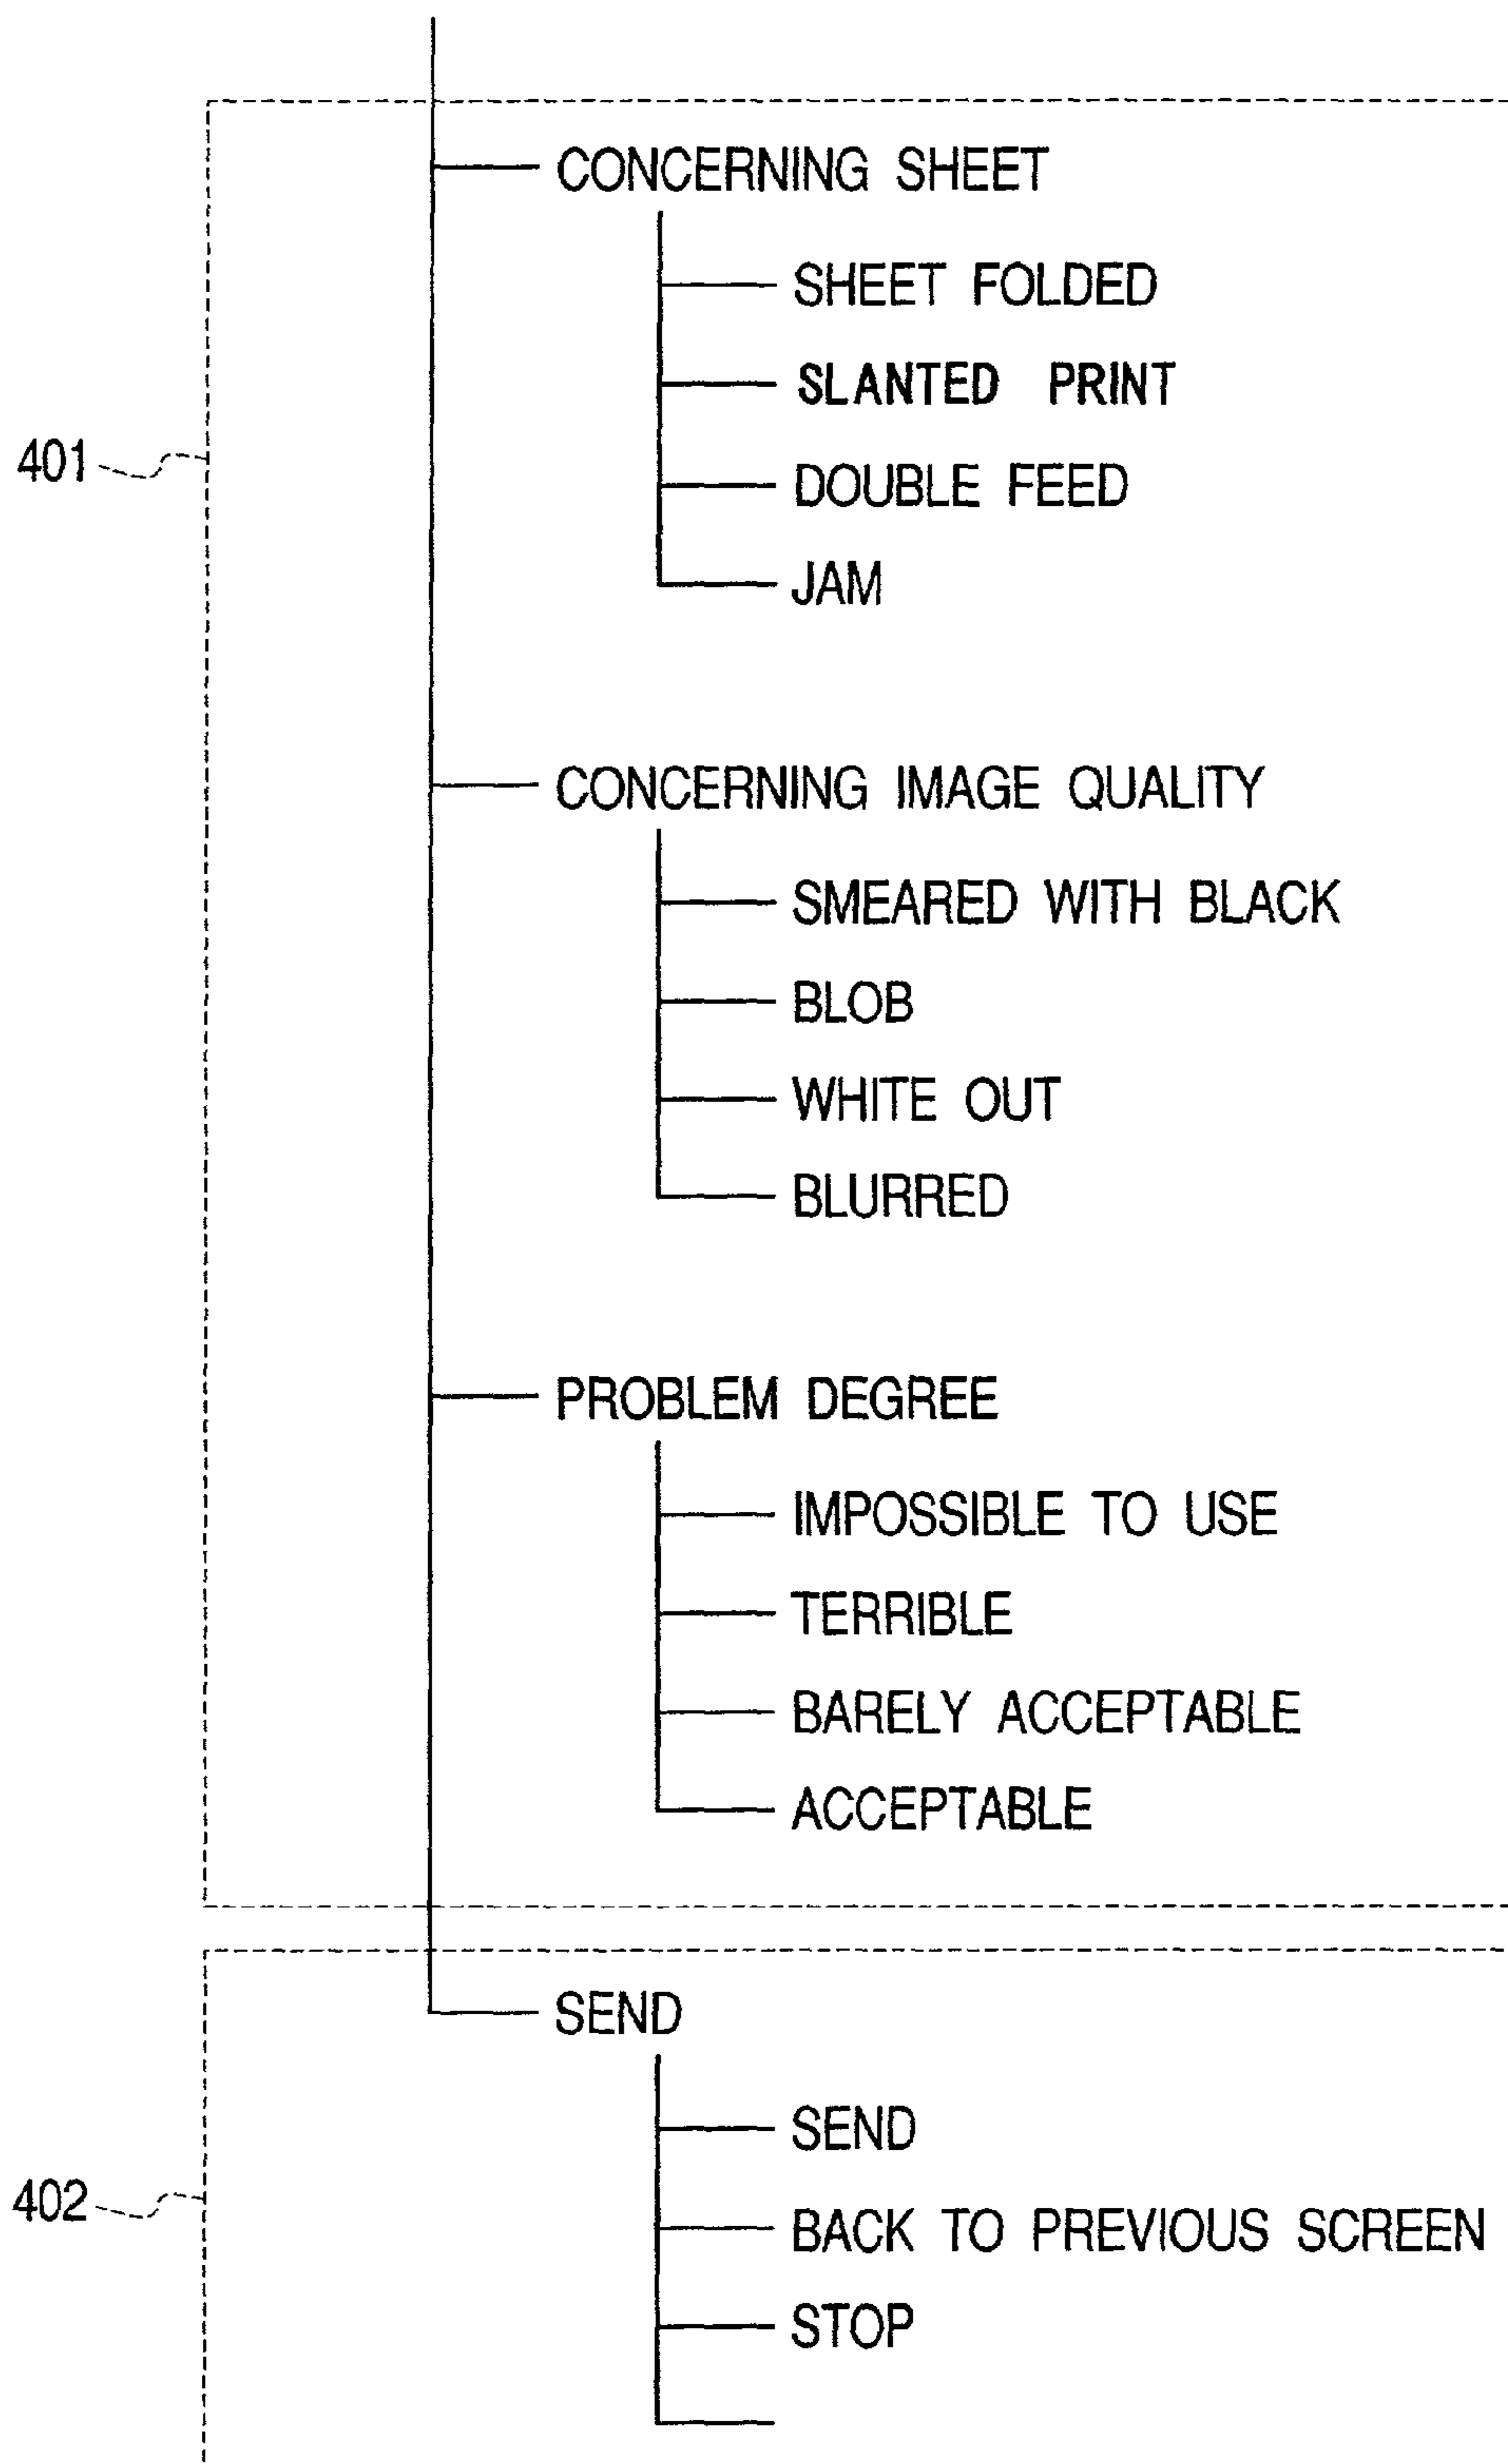 CONCERNING SHEET
SHEET FOLDED
SLANTED PRINT
401
DOUBLE FEED
JAM
CONCERNING IMAGE QUALITY
SMEARED WITH BLACK
BLOB
WHITE OUT
BLURRED
PROBLEM DEGREE
IMPOSSIBLE TO USE
TERRIBLE
BARELY ACCEPTABLE
ACCEPTABLE
SEND
SEND
402
BACK TO PREVIOUS SCREEN
STOP